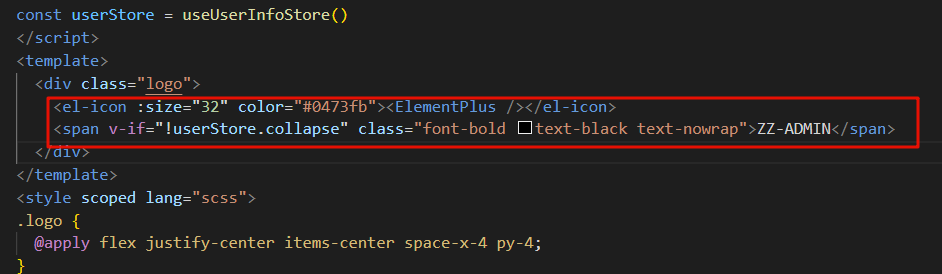 const userStore = useUserInfoStore()
</script>
<template>
<div class="logo">
<el-icon :size="32" color="#0473fb"><ElementPlus /></el-icon>
<span v-if="!userStore.collapse" class="font-bold text-black text-nowrap">ZZ-ADMIN</span>
</div>
</template>
<style scoped lang="scss">
.logo {
@apply flex justify-center items-center space-x-4 py-4;
}